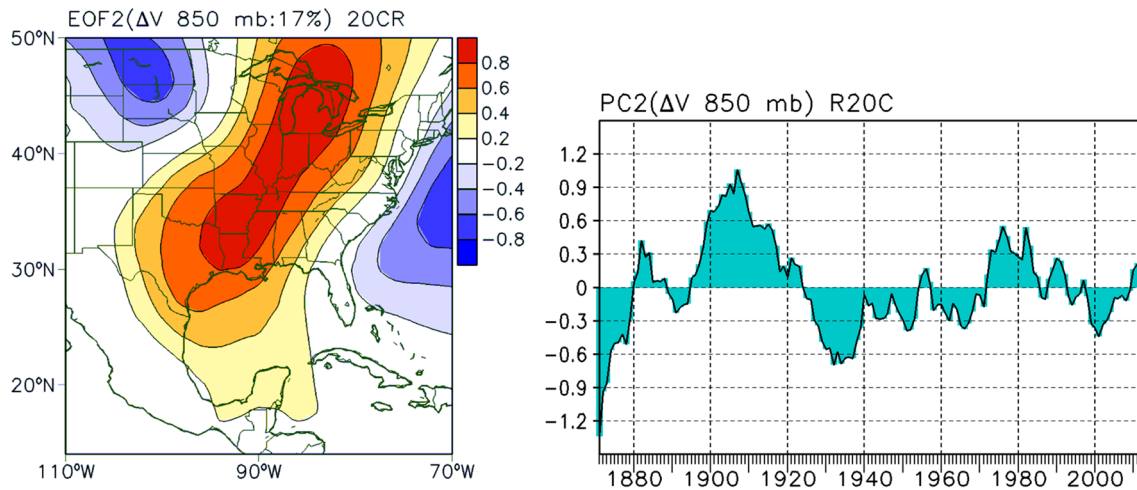 EOF2(ΔV 850 mb:17%) 20CR
50°N
40°N
30°N
20°N
110°W
90°W
70°W
0.8
0.6
0.4
0.2
−0.2
−0.4
−0.6
−0.8
PC2(ΔV 850 mb) R20C
1.2
0.9
0.6
0.3
0
−0.3
−0.6
−0.9
−1.2
1880 1900 1920 1940 1960 1980 2000